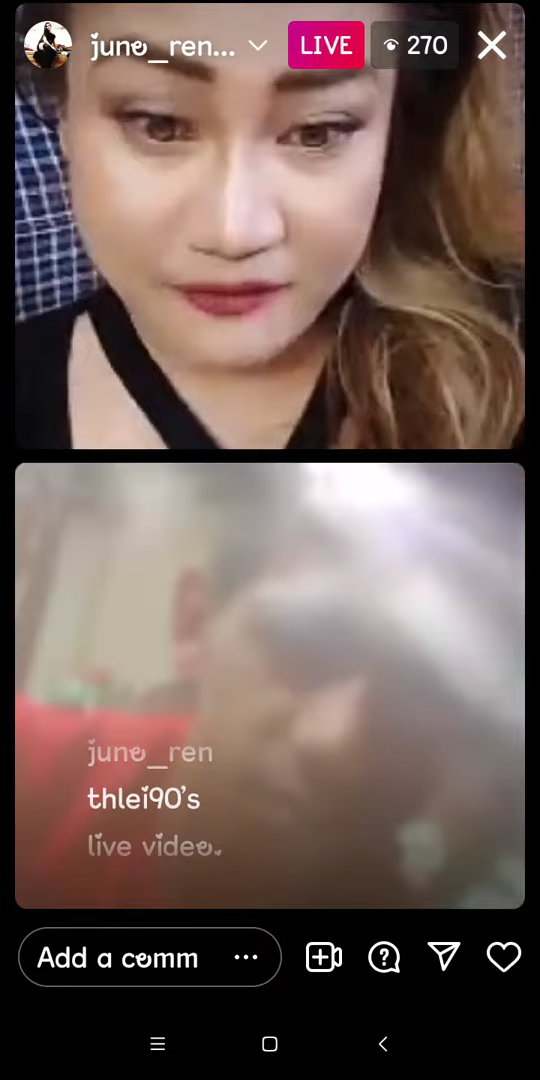 june_ren...
LIVE
270
june_ren
thlei90's
live video.
Add a comm